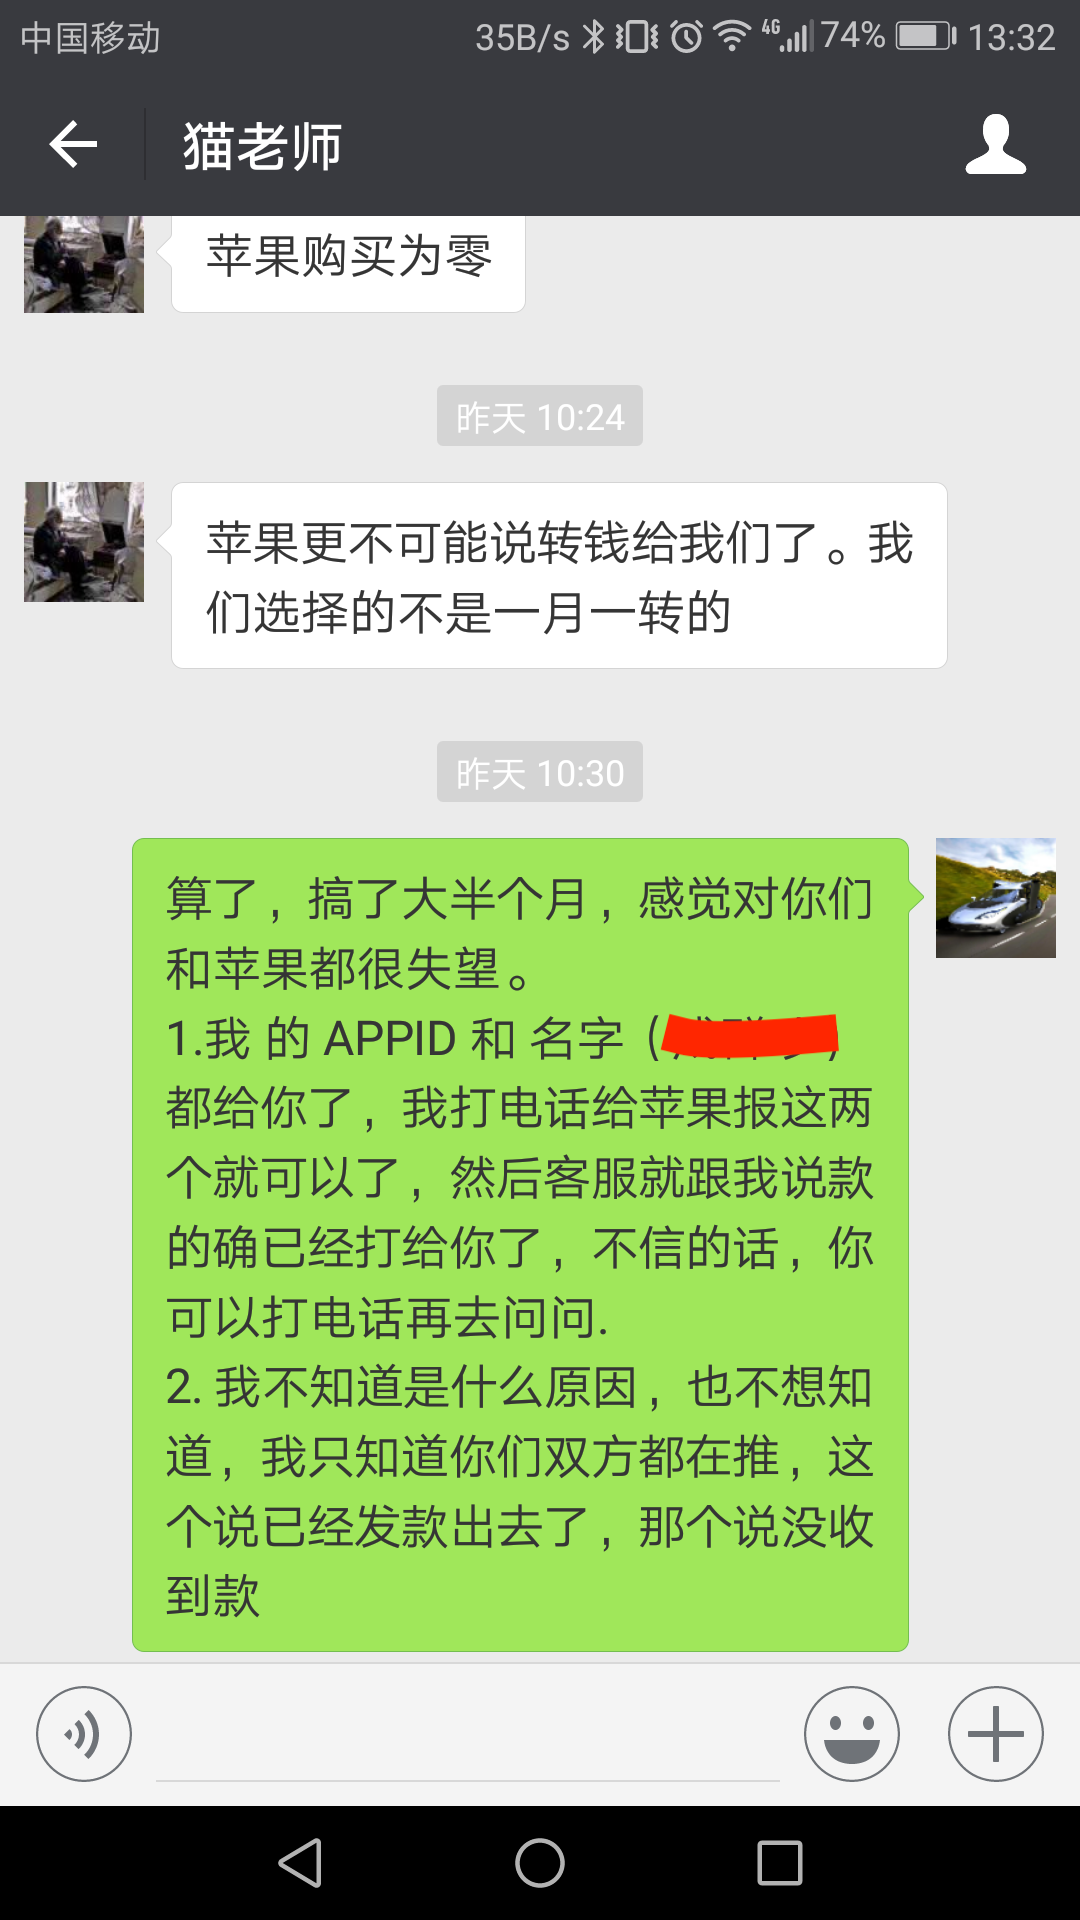 中国移动 35B/s 4G 74% 13:32
猫老师
苹果购买为零
昨天 10:24
苹果更不可能说转钱给我们了。我
们选择的不是一月一转的
昨天 10:30
算了，搞了大半个月，感觉对你们
和苹果都很失望。
1.我 的 APPID 和 名字（
都给你了，我打电话给苹果报这两
个就可以了，然后客服就跟我说款
的确已经打给你了，不信的话，你
可以打电话再去问问.
2. 我不知道是什么原因，也不想知
道，我只知道你们双方都在推，这
个说已经发款出去了，那个说没收
到款